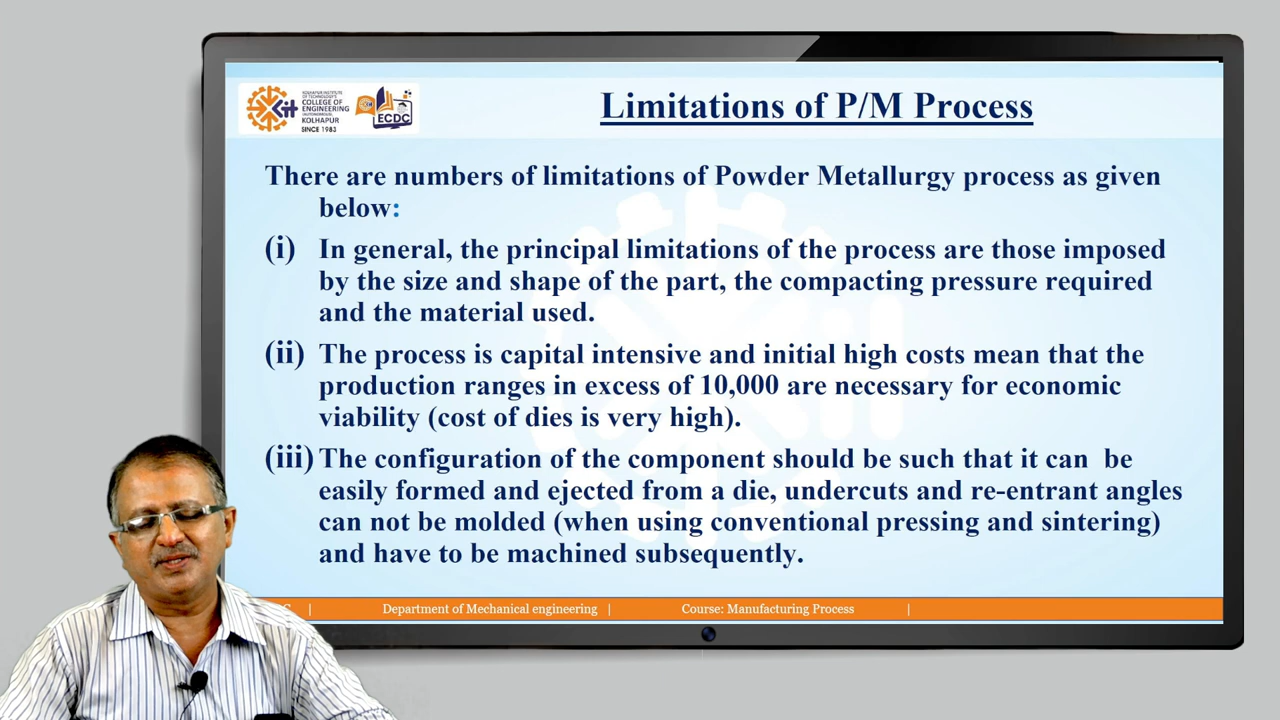 KOLHAPUR INSTITUTE
OF TECHNOLOGY'S
COLLEGE OF
ENGINEERING
(AUTONOMOUS)
KOLHAPUR
SINCE 1983
ECDC
Limitations of P/M Process
There are numbers of limitations of Powder Metallurgy process as given
below:
(i) In general, the principal limitations of the process are those imposed
by the size and shape of the part, the compacting pressure required
and the material used.
(ii) The process is capital intensive and initial high costs mean that the
production ranges in excess of 10,000 are necessary for economic
viability (cost of dies is very high).
(iii) The configuration of the component should be such that it can be
easily formed and ejected from a die, undercuts and re-entrant angles
can not be molded (when using conventional pressing and sintering)
and have to be machined subsequently.
| Department of Mechanical engineering | Course: Manufacturing Process |